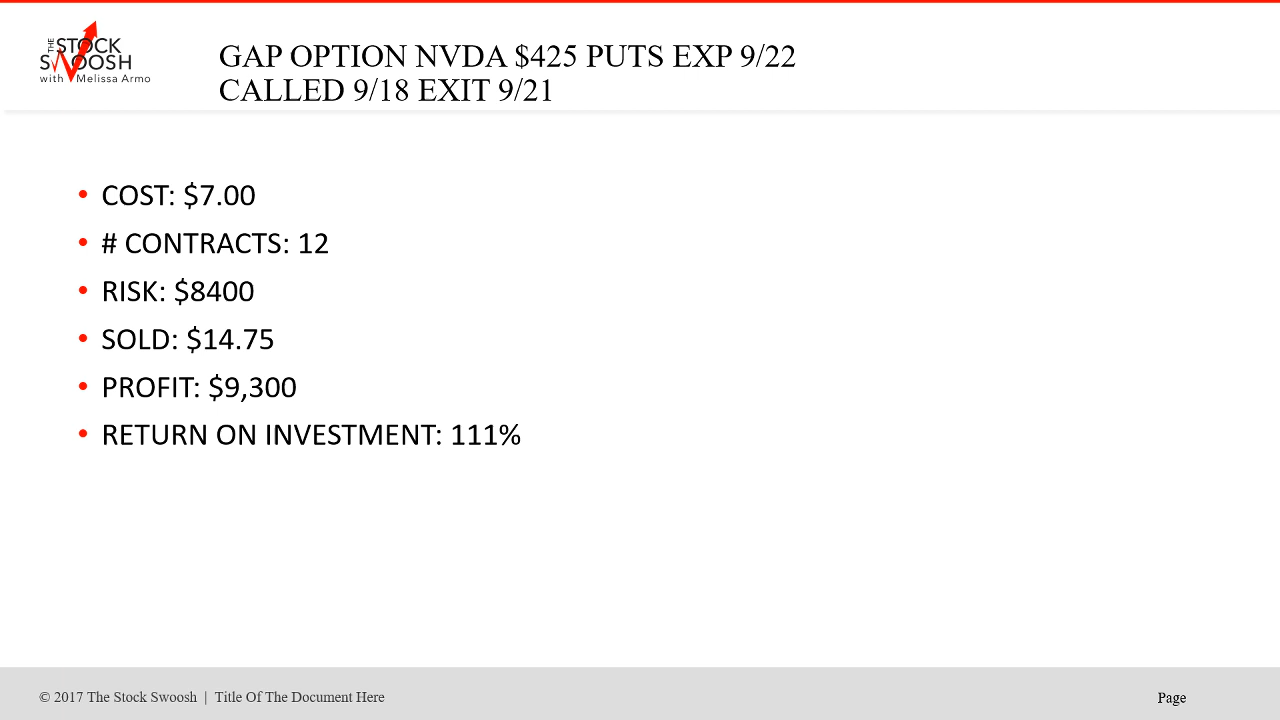 THE
STOCK
SWOOSH
with Melissa Armo
GAP OPTION NVDA $425 PUTS EXP 9/22
CALLED 9/18 EXIT 9/21
• COST: $7.00
• # CONTRACTS: 12
• RISK: $8400
• SOLD: $14.75
• PROFIT: $9,300
• RETURN ON INVESTMENT: 111%
© 2017 The Stock Swoosh | Title Of The Document Here
Page